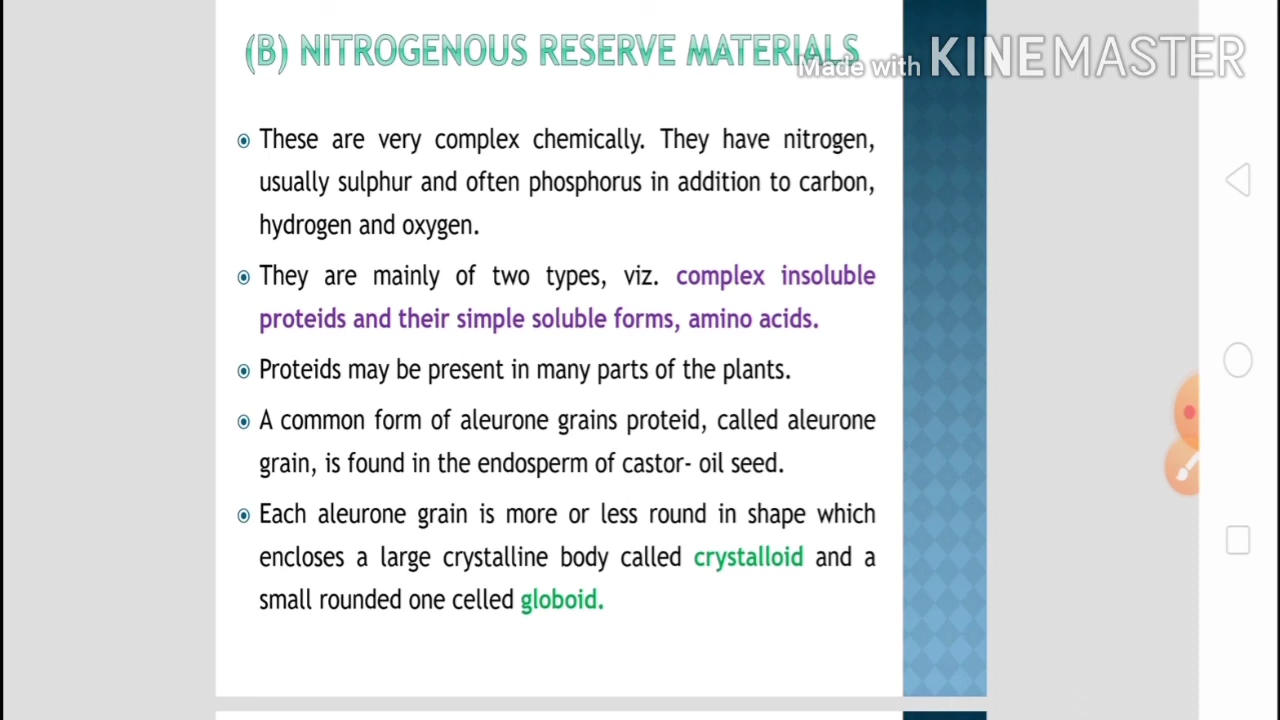 (B) NITROGENOUS RESERVE MATERIALS
Made with KINEMASTER
These are very complex chemically. They have nitrogen,
usually sulphur and often phosphorus in addition to carbon,
hydrogen and oxygen.
They are mainly of two types, viz. complex insoluble
proteids and their simple soluble forms, amino acids.
Proteids may be present in many parts of the plants.
A common form of aleurone grains proteid, called aleurone
grain, is found in the endosperm of castor- oil seed.
Each aleurone grain is more or less round in shape which
encloses a large crystalline body called crystalloid and a
small rounded one celled globoid.